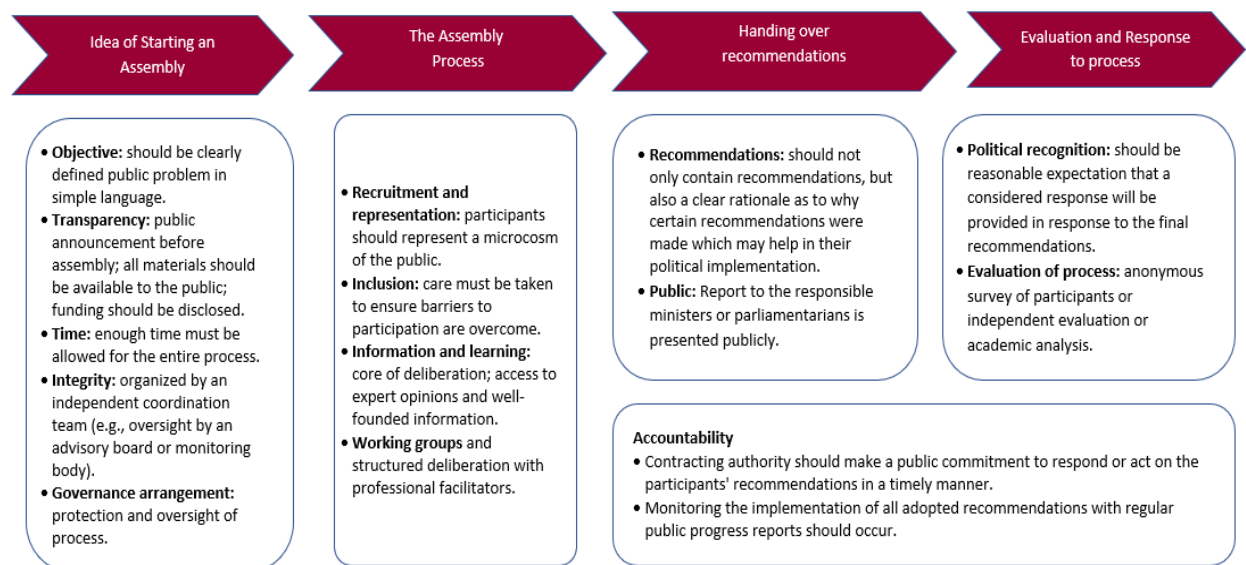 Idea of Starting an
Assembly
The Assembly
Process
Handing over
recommendations
Evaluation and Response
to process
• Objective: should be clearly
defined public problem in
simple language.
• Transparency: public
announcement before
assembly; all materials should
be available to the public;
funding should be disclosed.
• Time: enough time must be
allowed for the entire process.
• Integrity: organized by an
independent coordination
team (e.g., oversight by an
advisory board or monitoring
body).
• Governance arrangement:
protection and oversight of
process.
• Recruitment and
representation: participants
should represent a microcosm
of the public.
• Inclusion: care must be taken
to ensure barriers to
participation are overcome.
• Information and learning:
core of deliberation; access to
expert opinions and well-
founded information.
• Working groups and
structured deliberation with
professional facilitators.
• Recommendations: should not
only contain recommendations, but
also a clear rationale as to why
certain recommendations were
made which may help in their
political implementation.
• Public: Report to the responsible
ministers or parliamentarians is
presented publicly.
• Political recognition: should be
reasonable expectation that a
considered response will be
provided in response to the final
recommendations.
• Evaluation of process: anonymous
survey of participants or
independent evaluation or
academic analysis.
Accountability
• Contracting authority should make a public commitment to respond or act on the
participants' recommendations in a timely manner.
• Monitoring the implementation of all adopted recommendations with regular
public progress reports should occur.